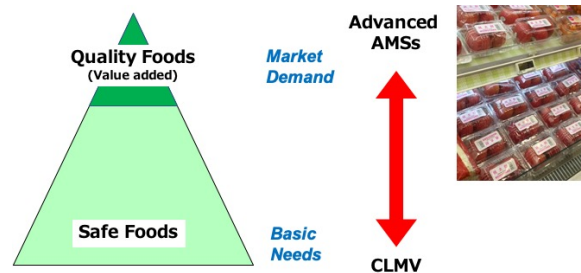 Quality Foods
(Value added)
Market
Demand
Advanced
AMSs
Safe Foods
Basic
Needs
CLMV